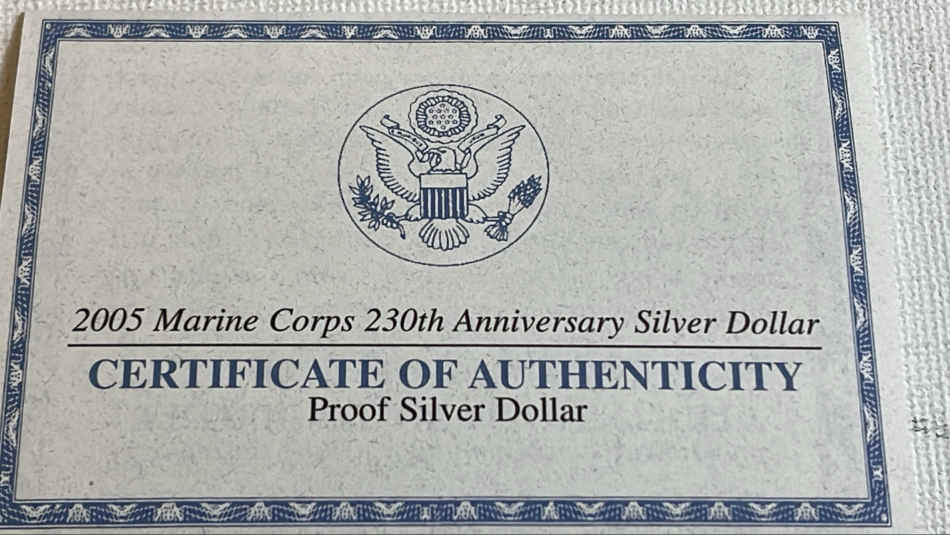 2005 Marine Corps 230th Anniversary Silver Dollar
CERTIFICATE OF AUTHENTICITY
Proof Silver Dollar